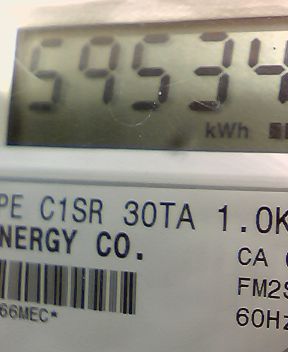 59534
kWh
PE C1SR 30TA 1.0K
NERGY CO.
CA
FM2S
66MEC*
60Hz